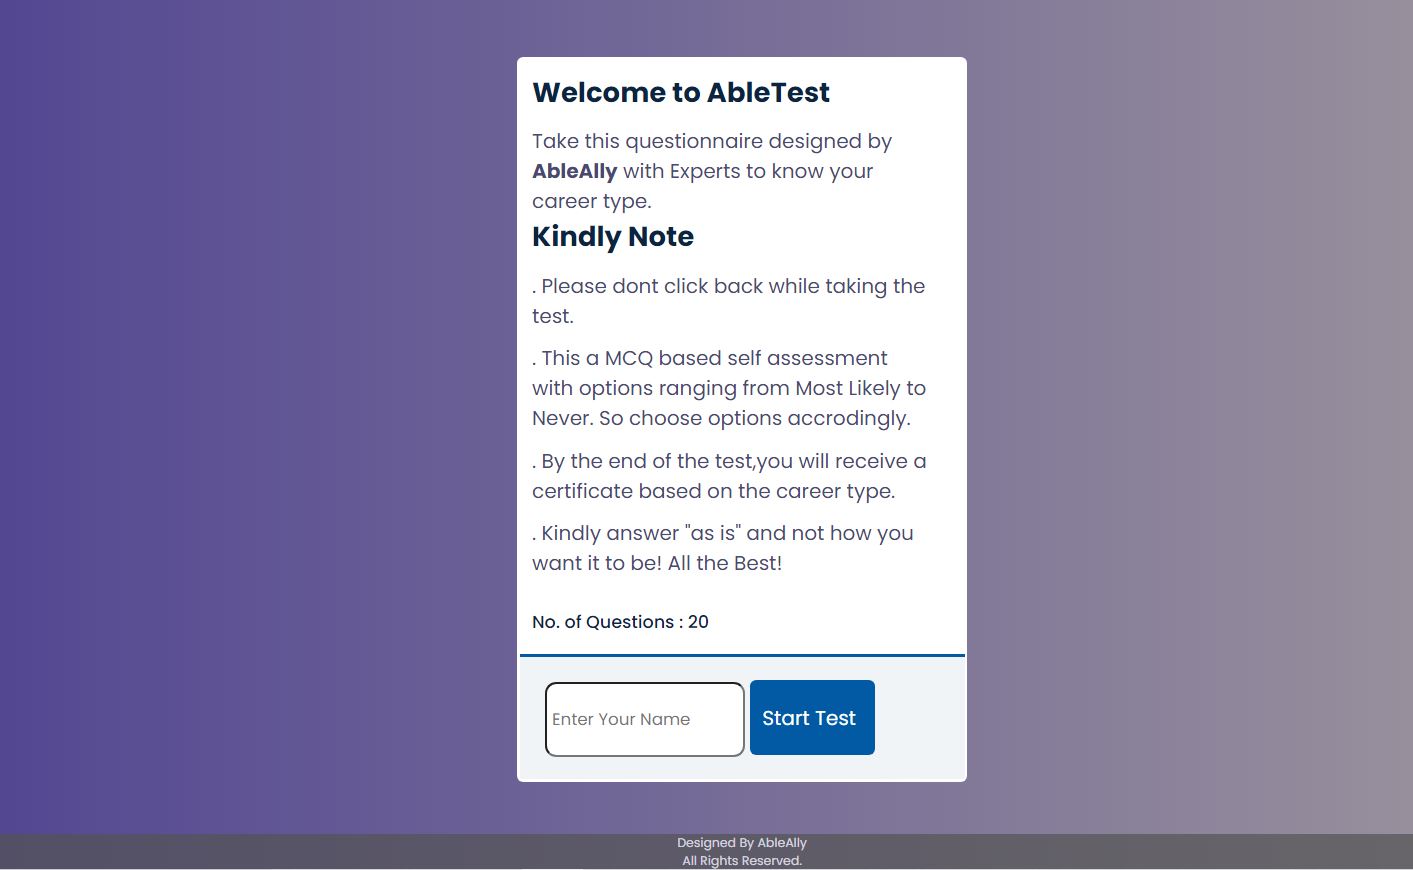 Welcome to AbleTest
Take this questionnaire designed by
AbleAlly with Experts to know your
career type.
Kindly Note
. Please dont click back while taking the
test.
. This a MCQ based self assessment
with options ranging from Most Likely to
Never. So choose options accrodingly.
. By the end of the test,you will receive a
certificate based on the career type.
. Kindly answer "as is" and not how you
want it to be! All the Best!
No. of Questions : 20
Enter Your Name
Start Test
Designed By AbleAlly
All Rights Reserved.